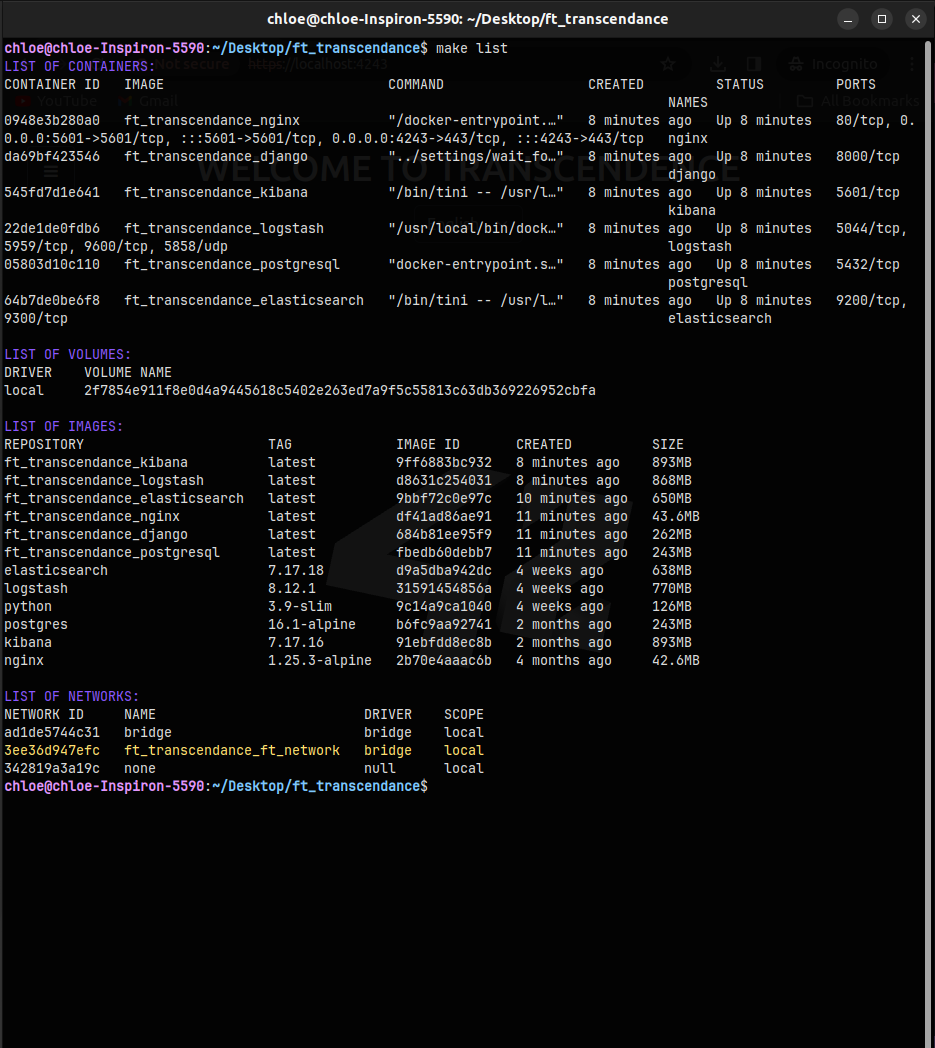 chloe@chloe-Inspiron-5590: ~/Desktop/ft_transcendance
chloe@chloe-Inspiron-5590:~/Desktop/ft_transcendance$ make list
LIST OF CONTAINERS:
Not secure https://localhost:4243 Incognito
CONTAINER ID   IMAGE                            COMMAND                  CREATED         STATUS         PORTS
YouTube Gmail All Bookmarks
NAMES
0948e3b280a0   ft_transcendance_nginx           "/docker-entrypoint.…"   8 minutes ago   Up 8 minutes   80/tcp, 0.
0.0.0:5601->5601/tcp, :::5601->5601/tcp, 0.0.0.0:4243->443/tcp, :::4243->443/tcp   nginx
da69bf423546   ft_transcendance_django          "../settings/wait_fo…"   8 minutes ago   Up 8 minutes   8000/tcp
WELCOME TO TRANSCENDENCE
django
545fd7d1e641   ft_transcendance_kibana          "/bin/tini -- /usr/l…"   8 minutes ago   Up 8 minutes   5601/tcp
kibana
22de1de0fdb6   ft_transcendance_logstash        "/usr/local/bin/dock…"   8 minutes ago   Up 8 minutes   5044/tcp,
5959/tcp, 9600/tcp, 5858/udp                                                       logstash
05803d10c110   ft_transcendance_postgresql      "docker-entrypoint.s…"   8 minutes ago   Up 8 minutes   5432/tcp
postgresql
64b7de0be6f8   ft_transcendance_elasticsearch   "/bin/tini -- /usr/l…"   8 minutes ago   Up 8 minutes   9200/tcp,
9300/tcp                                                                           elasticsearch
LIST OF VOLUMES:
DRIVER    VOLUME NAME
local     2f7854e911f8e0d4a9445618c5402e263ed7a9f5c55813c63db369226952cbfa
LIST OF IMAGES:
REPOSITORY                       TAG             IMAGE ID       CREATED          SIZE
ft_transcendance_kibana          latest          9ff6883bc932   8 minutes ago    893MB
ft_transcendance_logstash        latest          d8631c254031   8 minutes ago    868MB
ft_transcendance_elasticsearch   latest          9bbf72c0e97c   10 minutes ago   650MB
ft_transcendance_nginx           latest          df41ad86ae91   11 minutes ago   43.6MB
ft_transcendance_django          latest          684b81ee95f9   11 minutes ago   262MB
ft_transcendance_postgresql      latest          fbedb60debb7   11 minutes ago   243MB
elasticsearch                    7.17.18         d9a5dba942dc   4 weeks ago      638MB
logstash                         8.12.1          31591454856a   4 weeks ago      770MB
python                           3.9-slim        9c14a9ca1040   4 weeks ago      126MB
postgres                         16.1-alpine     b6fc9aa92741   2 months ago     243MB
kibana                           7.17.16         91ebfdd8ec8b   2 months ago     893MB
nginx                            1.25.3-alpine   2b70e4aaac6b   4 months ago     42.6MB
LIST OF NETWORKS:
NETWORK ID     NAME                          DRIVER    SCOPE
ad1de5744c31   bridge                        bridge    local
3ee36d947efc   ft_transcendance_ft_network   bridge    local
342819a3a19c   none                          null      local
chloe@chloe-Inspiron-5590:~/Desktop/ft_transcendance$